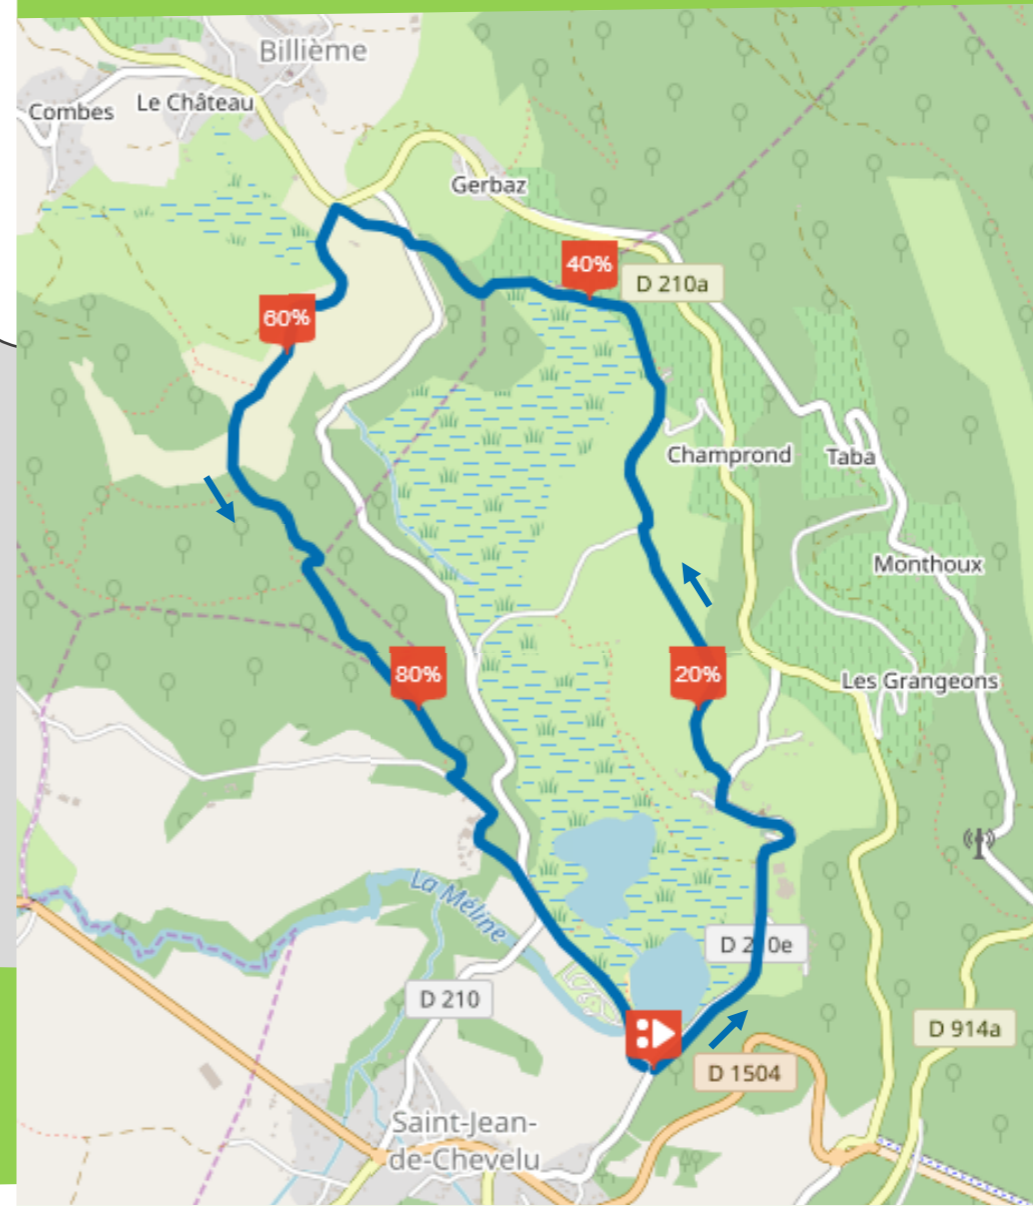 Billième
Le Château
Combes
Gerbaz
40%
D 210a
60%
Champrond
Taba
Monthoux
80%
20%
Les Grangeons
La Méline
D 210e
D 210
D 914a
D 1504
Saint-Jean-
de-Chevelu